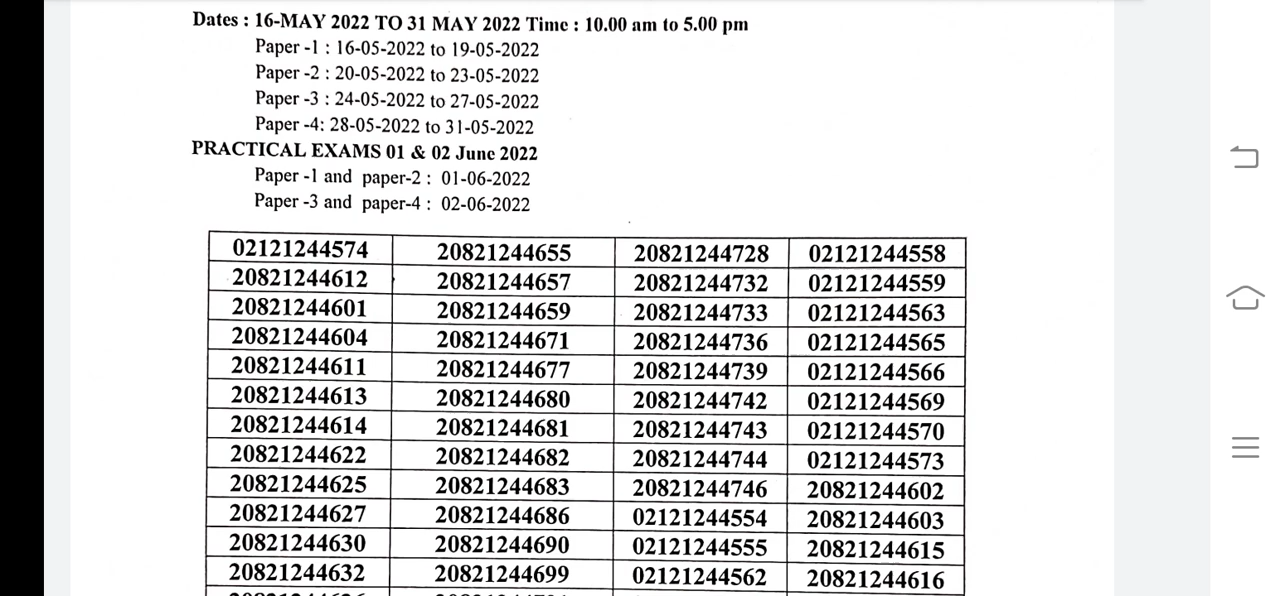 Dates : 16-MAY 2022 TO 31 MAY 2022 Time : 10.00 am to 5.00 pm
Paper -1 : 16-05-2022 to 19-05-2022
Paper -2 : 20-05-2022 to 23-05-2022
Paper -3 : 24-05-2022 to 27-05-2022
Paper -4: 28-05-2022 to 31-05-2022
PRACTICAL EXAMS 01 & 02 June 2022
Paper -1 and paper-2 : 01-06-2022
Paper -3 and paper-4 : 02-06-2022
02121244574 20821244655 20821244728 02121244558
20821244612 20821244657 20821244732 02121244559
20821244601 20821244659 20821244733 02121244563
20821244604 20821244671 20821244736 02121244565
20821244611 20821244677 20821244739 02121244566
20821244613 20821244680 20821244742 02121244569
20821244614 20821244681 20821244743 02121244570
20821244622 20821244682 20821244744 02121244573
20821244625 20821244683 20821244746 20821244602
20821244627 20821244686 02121244554 20821244603
20821244630 20821244690 02121244555 20821244615
20821244632 20821244699 02121244562 20821244616